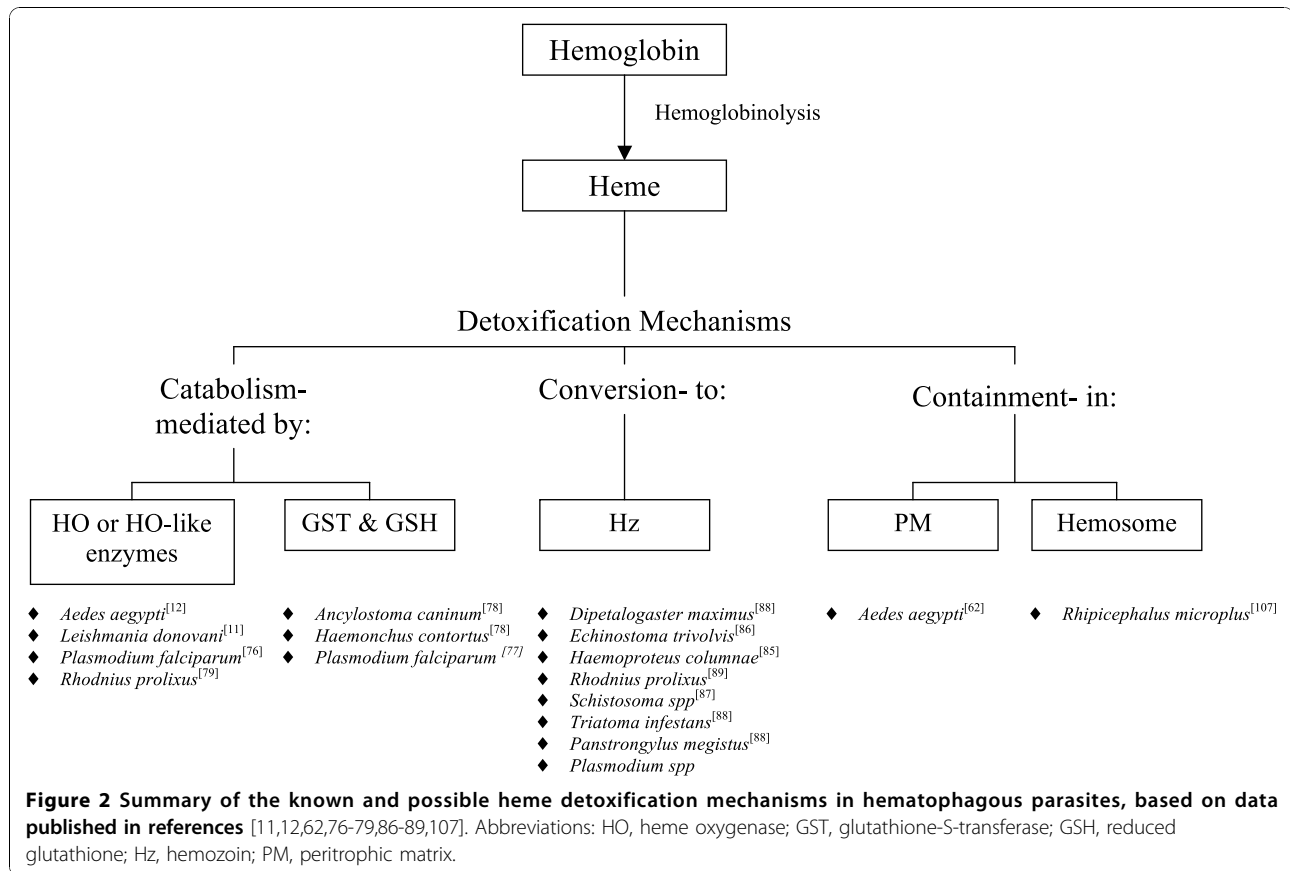 Hemoglobin
Hemoglobinolysis
Heme
Detoxification Mechanisms
Catabolism-
mediated by:
Conversion- to:
Containment- in:
HO or HO-like
enzymes
GST & GSH
Hz
PM
Hemosome
♦ Aedes aegypti[12]
♦ Leishmania donovani[11]
♦ Plasmodium falciparum[76]
♦ Rhodnius prolixus[79]
♦ Ancylostoma caninum[78]
♦ Haemonchus contortus[78]
♦ Plasmodium falciparum [77]
♦ Dipetalogaster maximus[88]
♦ Echinostoma trivolvis[86]
♦ Haemoproteus columnae[85]
♦ Rhodnius prolixus[89]
♦ Schistosoma spp[87]
♦ Triatoma infestans[88]
♦ Panstrongylus megistus[88]
♦ Plasmodium spp
♦ Aedes aegypti[62]
♦ Rhipicephalus microplus[107]
Figure 2 Summary of the known and possible heme detoxification mechanisms in hematophagous parasites, based on data
published in references [11,12,62,76-79,86-89,107]. Abbreviations: HO, heme oxygenase; GST, glutathione-S-transferase; GSH, reduced
glutathione; Hz, hemozoin; PM, peritrophic matrix.